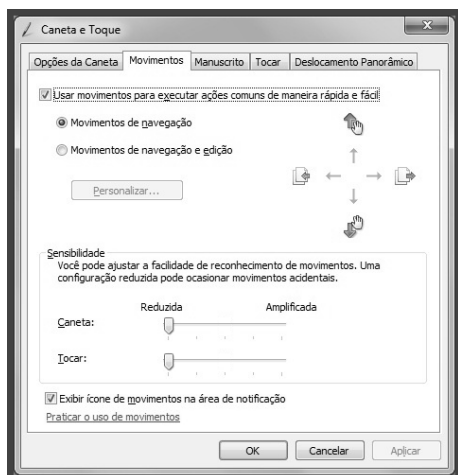 Caneta e Toque
Opções da Caneta Movimentos Manuscrito Tocar Deslocamento Panorâmico
Usar movimentos para executar ações comuns de maneira rápida e fácil
Movimentos de navegação
Movimentos de navegação e edição
Personalizar...
Sensibilidade
Você pode ajustar a facilidade de reconhecimento de movimentos. Uma
configuração reduzida pode ocasionar movimentos acidentais.
Reduzida Amplificada
Caneta:
Tocar:
Exibir ícone de movimentos na área de notificação
Praticar o uso de movimentos
OK Cancelar Aplicar